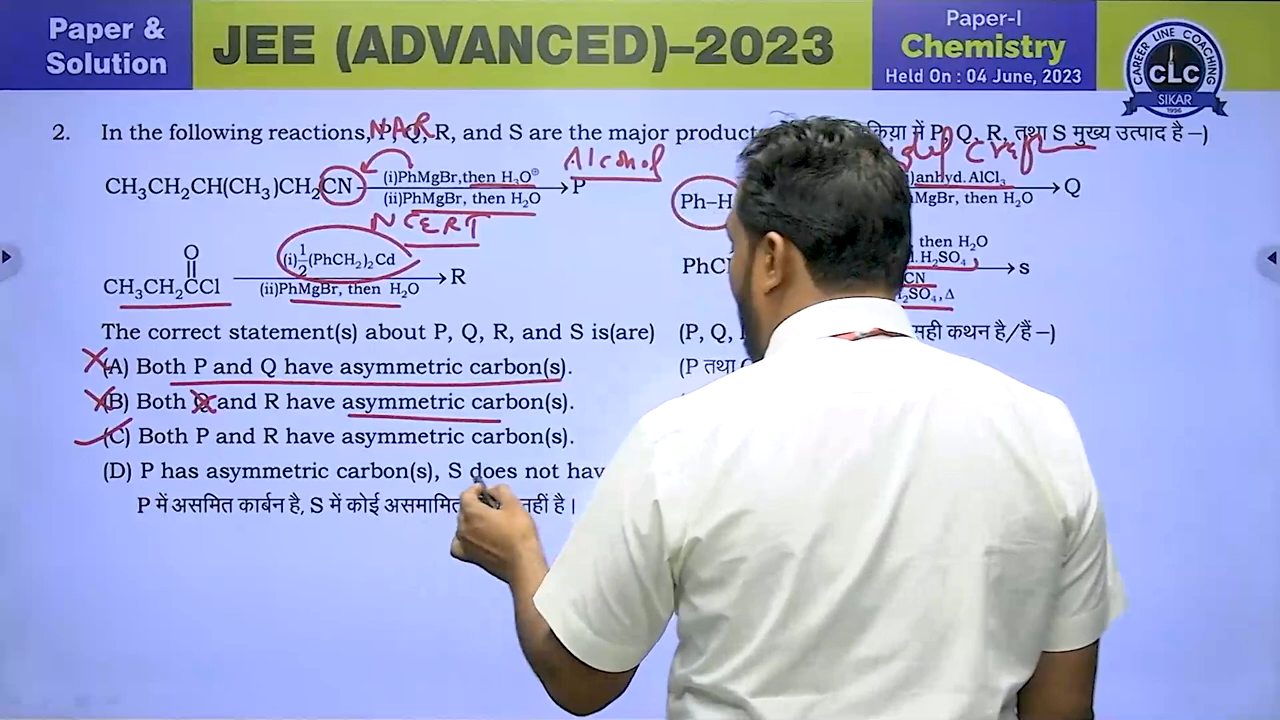 Paper &
Solution
JEE (ADVANCED)–2023
Paper-I
Chemistry
Held On : 04 June, 2023
CAREER LINE COACHING
CLC
SIKAR
1996
2. In the following reactions, P, Q, R, and S are the major product में P, Q, R, तथा S मुख्य उत्पाद है –)
NAR
Alcohol
CH₃CH₂CH(CH₃)CH₂CN (i)PhMgBr,then H₃O⊕ P
(ii)PhMgBr, then H₂O
Ph–H )anhyd.AlCl₃ Q
MgBr, then H₂O
NCERT
CH₃CH₂CCl (i)½(PhCH₂)₂Cd R
O
(ii)PhMgBr, then H₂O
then H₂O
H₂SO₄ s
CN
SO₄,Δ
The correct statement(s) about P, Q, R, and S is(are) (P, Q, सही कथन है/हैं –)
(A) Both P and Q have asymmetric carbon(s). (P तथा
(B) Both Q and R have asymmetric carbon(s).
(C) Both P and R have asymmetric carbon(s).
(D) P has asymmetric carbon(s), S does not hav
P में असमित कार्बन है, S में कोई असमामित नहीं है।